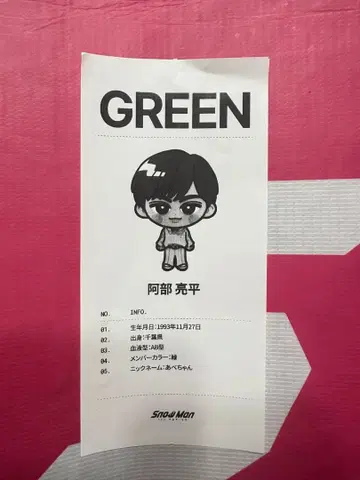 GREEN
阿部 亮平
NO. INFO.
01. 生年月日：1993年11月27日
02. 出身：千葉県
03. 血液型：AB型
04. メンバーカラー：緑
05. ニックネーム：あべちゃん
Snow Man